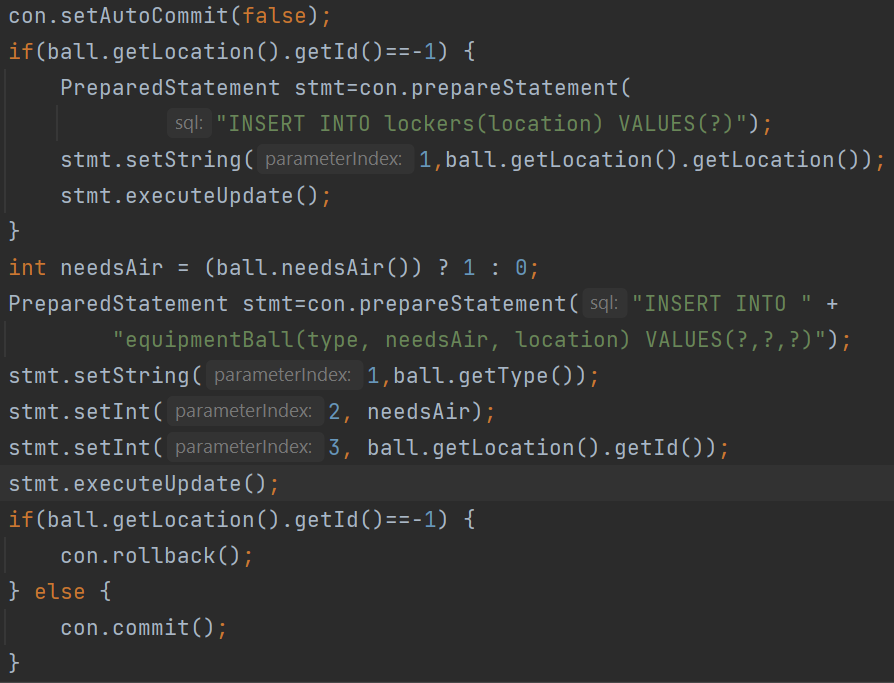 con.setAutoCommit(false);
if(ball.getLocation().getId()==-1) {
PreparedStatement stmt=con.prepareStatement(
sql: "INSERT INTO lockers(location) VALUES(?)");
stmt.setString( parameterIndex: 1,ball.getLocation().getLocation());
stmt.executeUpdate();
}
int needsAir = (ball.needsAir()) ? 1 : 0;
PreparedStatement stmt=con.prepareStatement( sql: "INSERT INTO " +
"equipmentBall(type, needsAir, location) VALUES(?,?,?)");
stmt.setString( parameterIndex: 1,ball.getType());
stmt.setInt( parameterIndex: 2, needsAir);
stmt.setInt( parameterIndex: 3, ball.getLocation().getId());
stmt.executeUpdate();
if(ball.getLocation().getId()==-1) {
con.rollback();
} else {
con.commit();
}